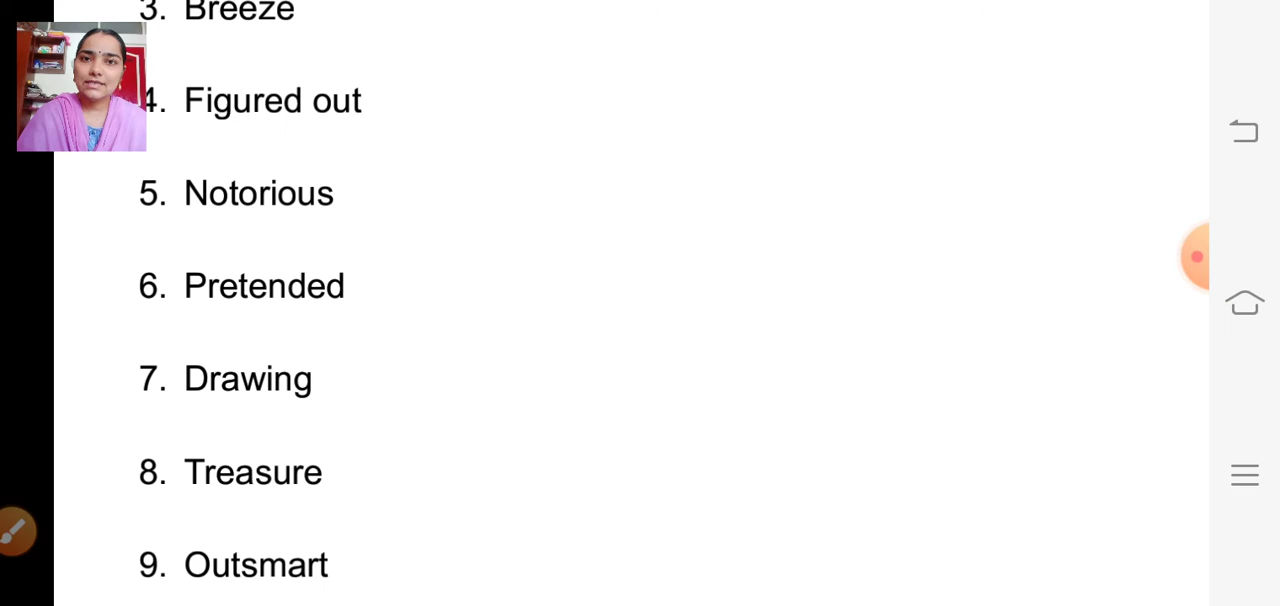 3. Breeze
4. Figured out
5. Notorious
6. Pretended
7. Drawing
8. Treasure
9. Outsmart